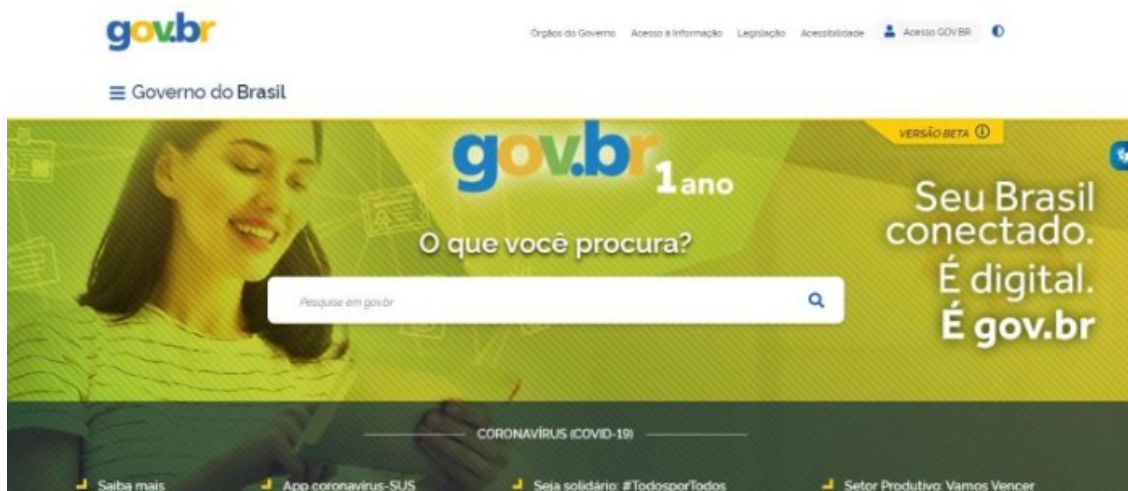 gov.br
Órgãos do Governo Acesso à Informação Legislação Acessibilidade Acesso GOV.BR
Governo do Brasil
VERSÃO BETA
gov.br 1 ano
O que você procura?
Pesquise em gov.br
Seu Brasil
conectado.
É digital.
É gov.br
CORONAVÍRUS (COVID-19)
Saiba mais App coronavírus-SUS Seja solidário: #TodosporTodos Setor Produtivo: Vamos Vencer